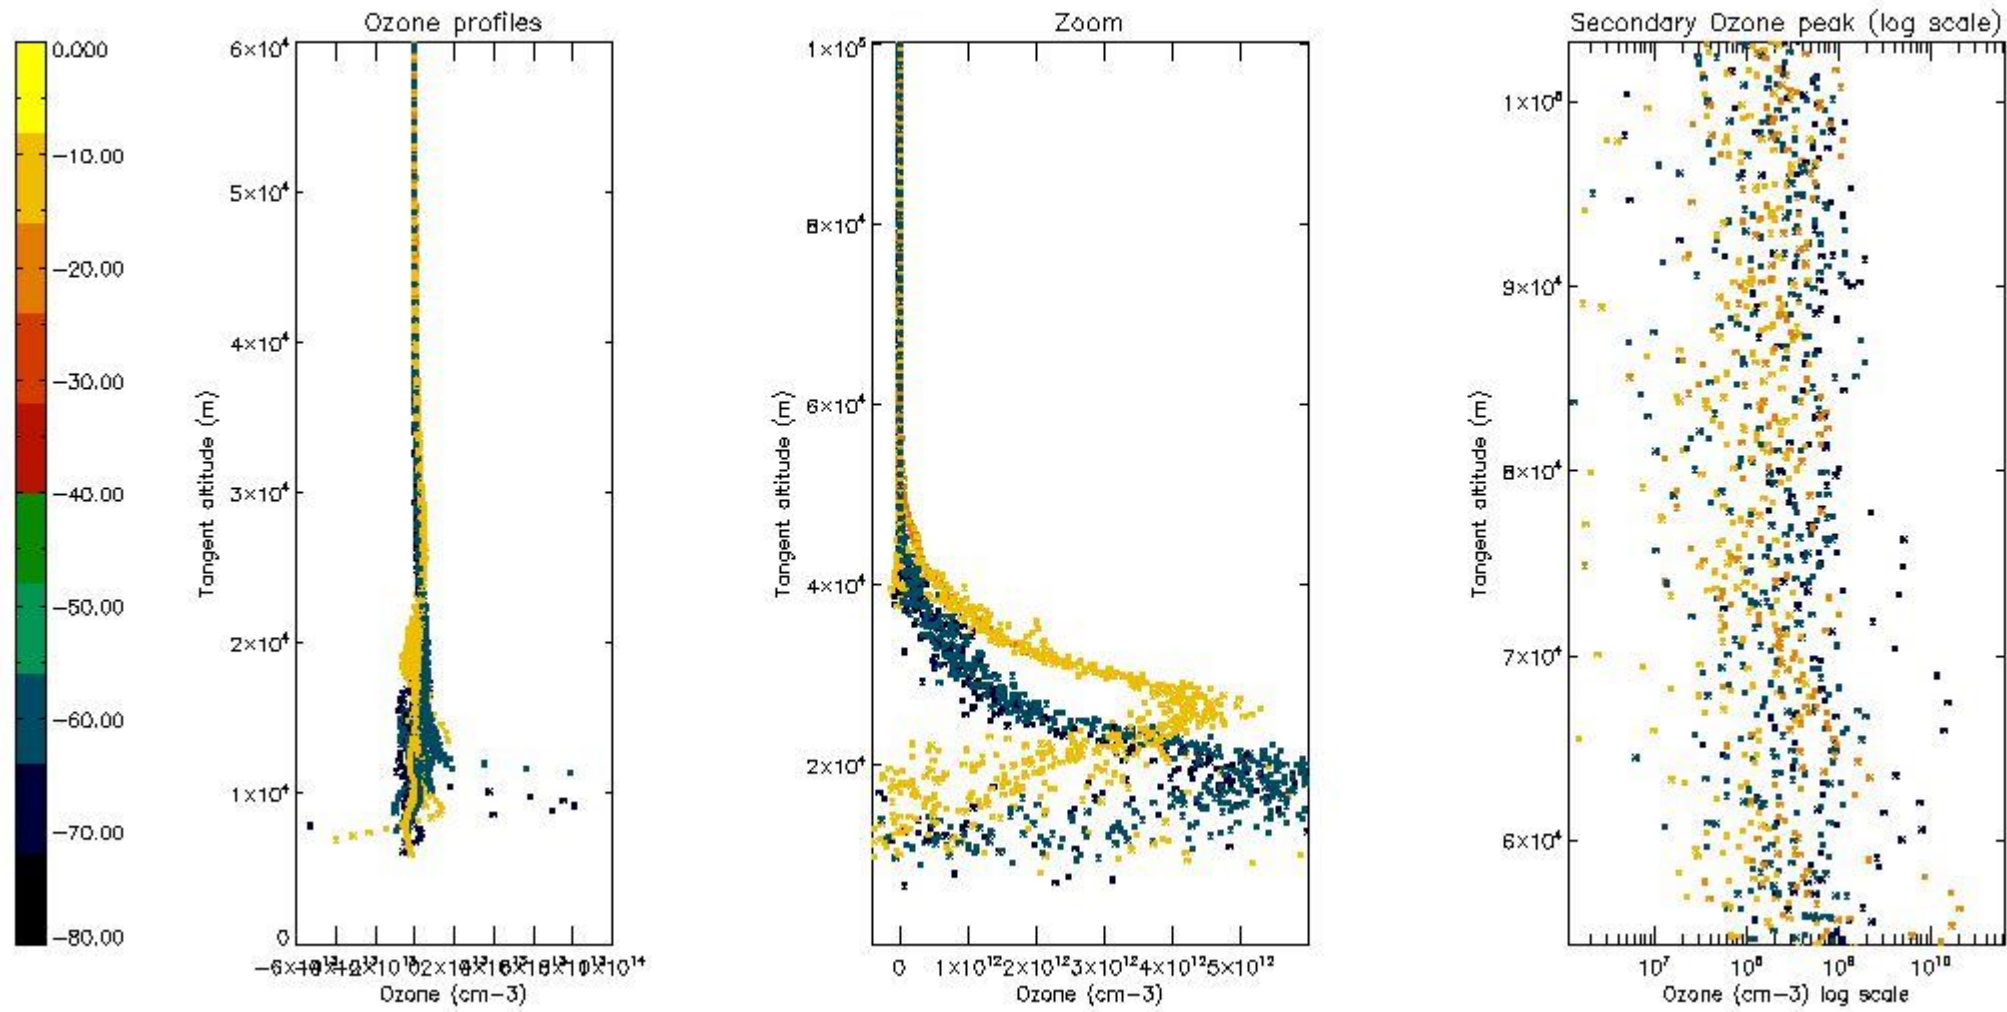 Ozone profiles
Zoom
Secondary Ozone peak (log scale)
0.000
-10.00
-20.00
-30.00
-40.00
-50.00
-60.00
-70.00
-80.00
6×10⁴
5×10⁴
4×10⁴
3×10⁴
2×10⁴
1×10⁴
0
Tangent altitude (m)
Ozone (cm-3)
1×10⁵
8×10⁴
6×10⁴
4×10⁴
2×10⁴
Tangent altitude (m)
0 1×10¹² 2×10¹² 3×10¹² 4×10¹² 5×10¹²
Ozone (cm-3)
9×10⁴
8×10⁴
7×10⁴
6×10⁴
Tangent altitude (m)
10⁷ 10⁸ 10⁹ 10¹⁰
Ozone (cm-3) log scale